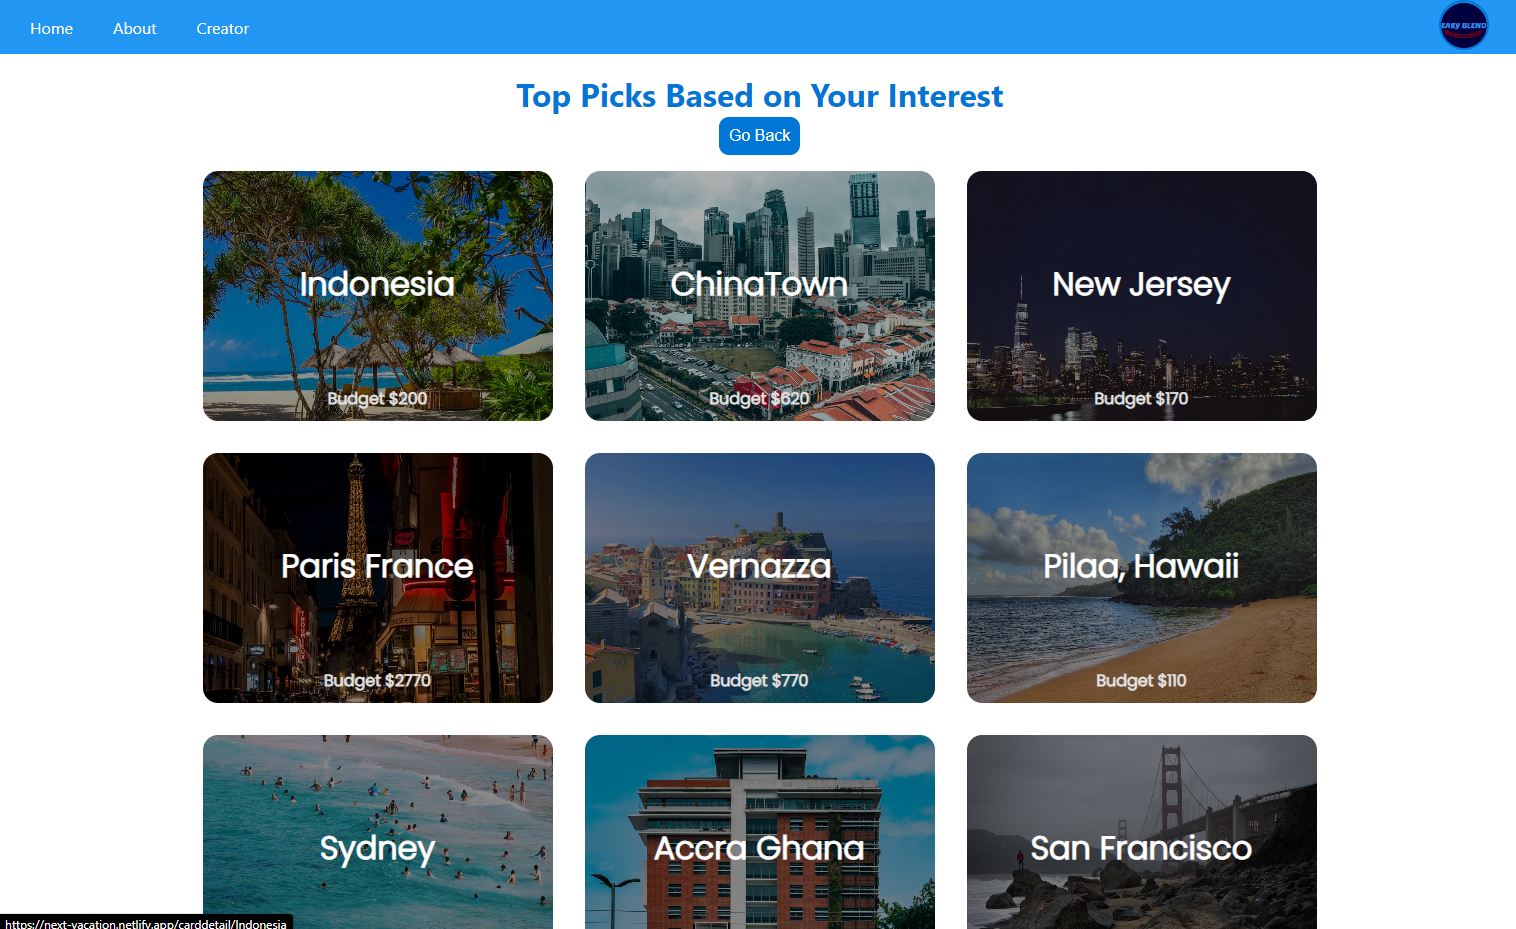 Home About Creator
EASY BLEND
Top Picks Based on Your Interest
Go Back
Indonesia
Budget $200
ChinaTown
Budget $620
New Jersey
Budget $170
Paris France
Budget $2770
Vernazza
Budget $770
Pilaa, Hawaii
Budget $110
Sydney
Accra Ghana
San Francisco
https://next-vacation.netlify.app/carddetail/Indonesia